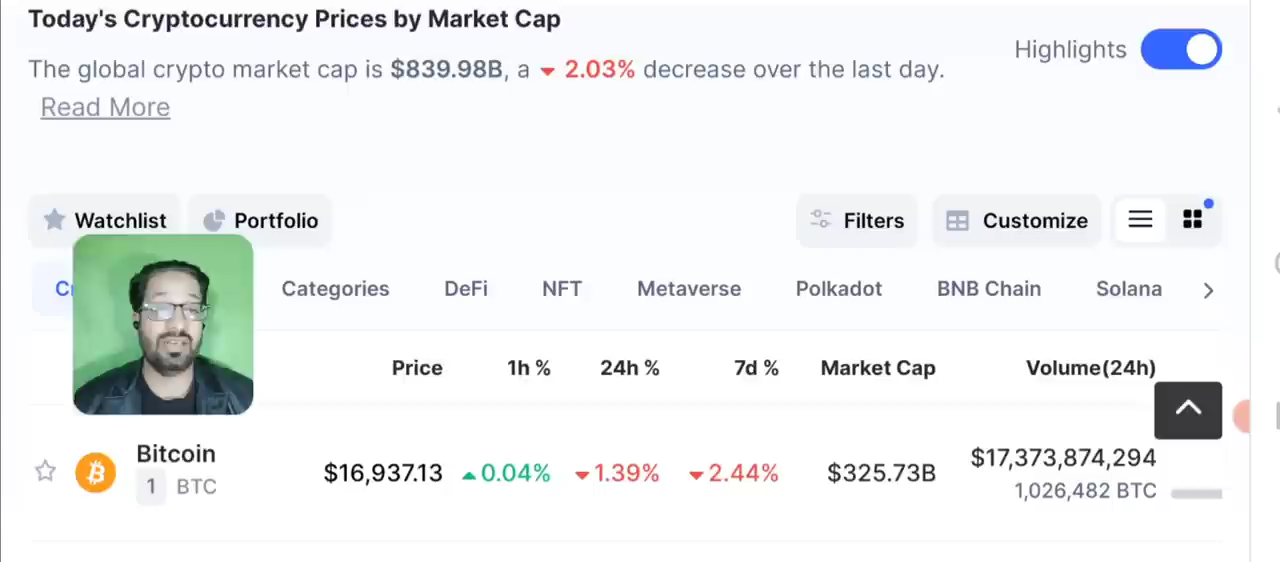 Today's Cryptocurrency Prices by Market Cap
Highlights
The global crypto market cap is $839.98B, a 2.03% decrease over the last day.
Read More
Watchlist Portfolio Filters Customize
Categories DeFi NFT Metaverse Polkadot BNB Chain Solana
Price 1h % 24h % 7d % Market Cap Volume(24h)
Bitcoin
1 BTC
$16,937.13 0.04% 1.39% 2.44% $325.73B $17,373,874,294
1,026,482 BTC